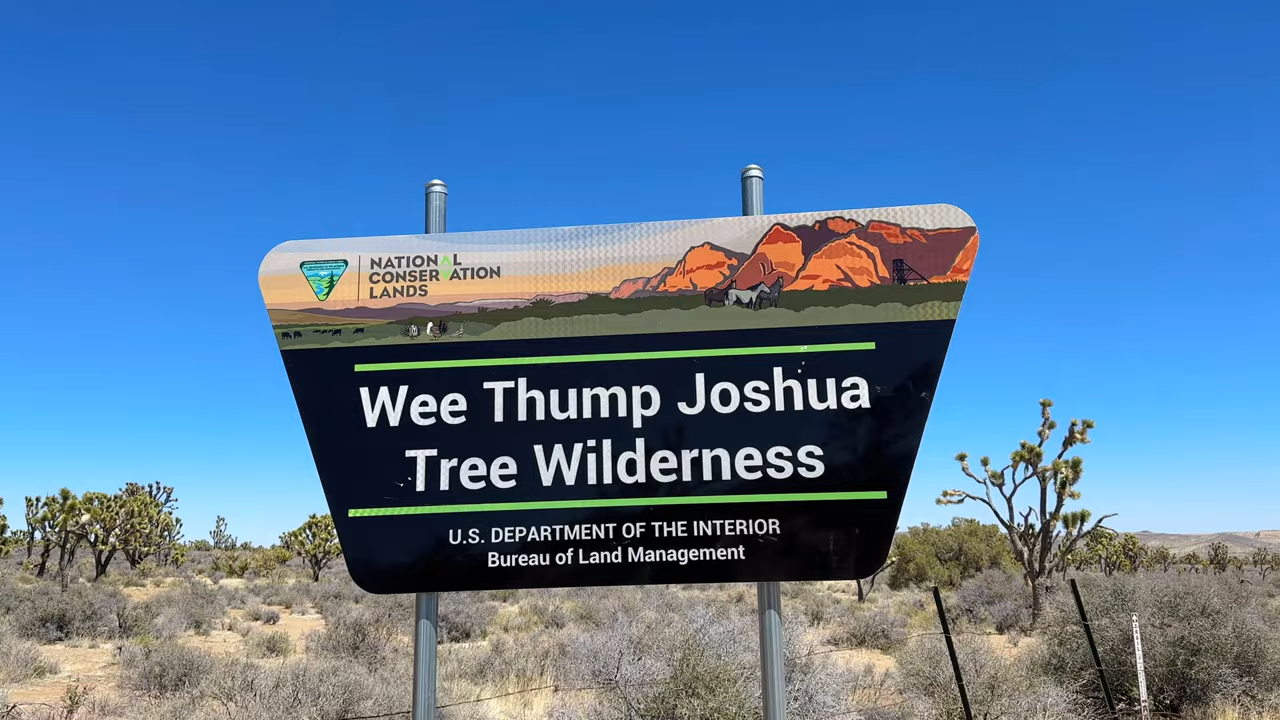 NATIONAL
CONSERVATION
LANDS
Wee Thump Joshua
Tree Wilderness
U.S. DEPARTMENT OF THE INTERIOR
Bureau of Land Management